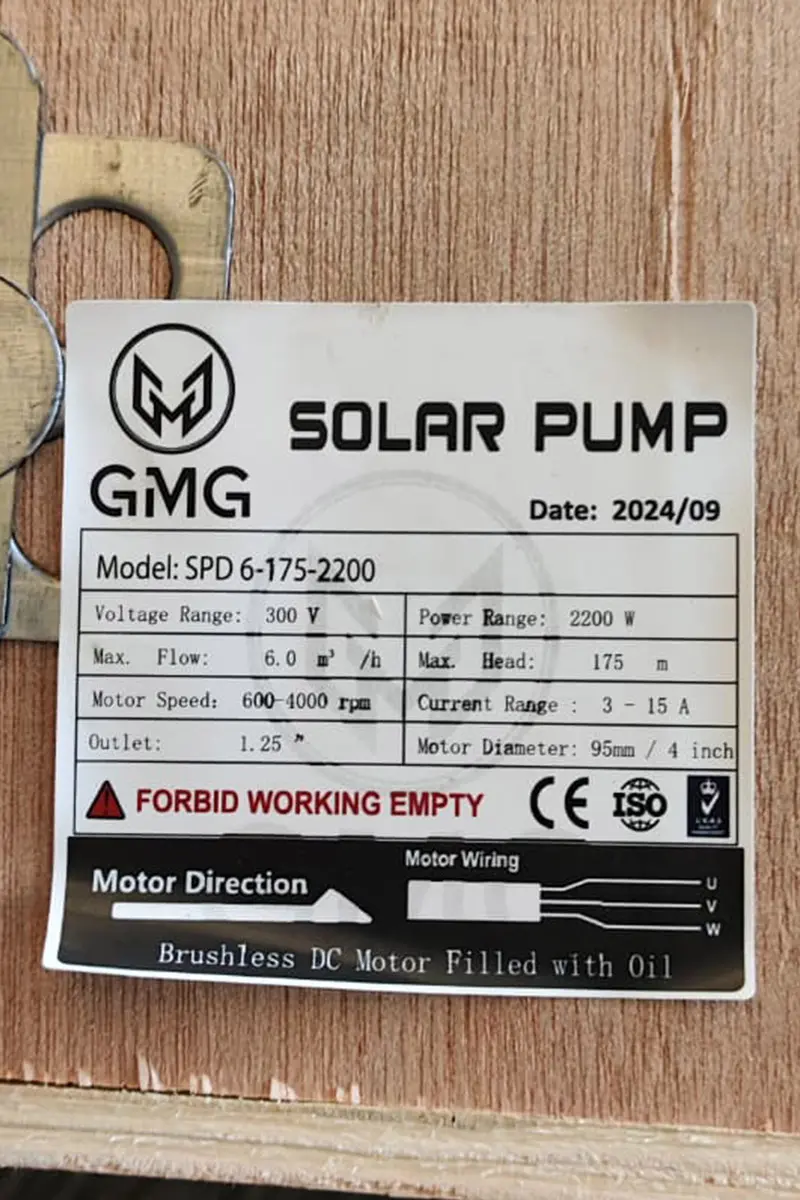 GMG
SOLAR PUMP
Date: 2024/09
Model: SPD 6-175-2200
Voltage Range: 300 V
Power Range: 2200 W
Max. Flow: 6.0 m³ /h
Max. Head: 175 m
Motor Speed: 600-4000 rpm
Current Range : 3 - 15 A
Outlet: 1.25 "
Motor Diameter: 95mm / 4 inch
FORBID WORKING EMPTY
CE
ISO
Motor Direction
Motor Wiring
U
V
W
Brushless DC Motor Filled with Oil